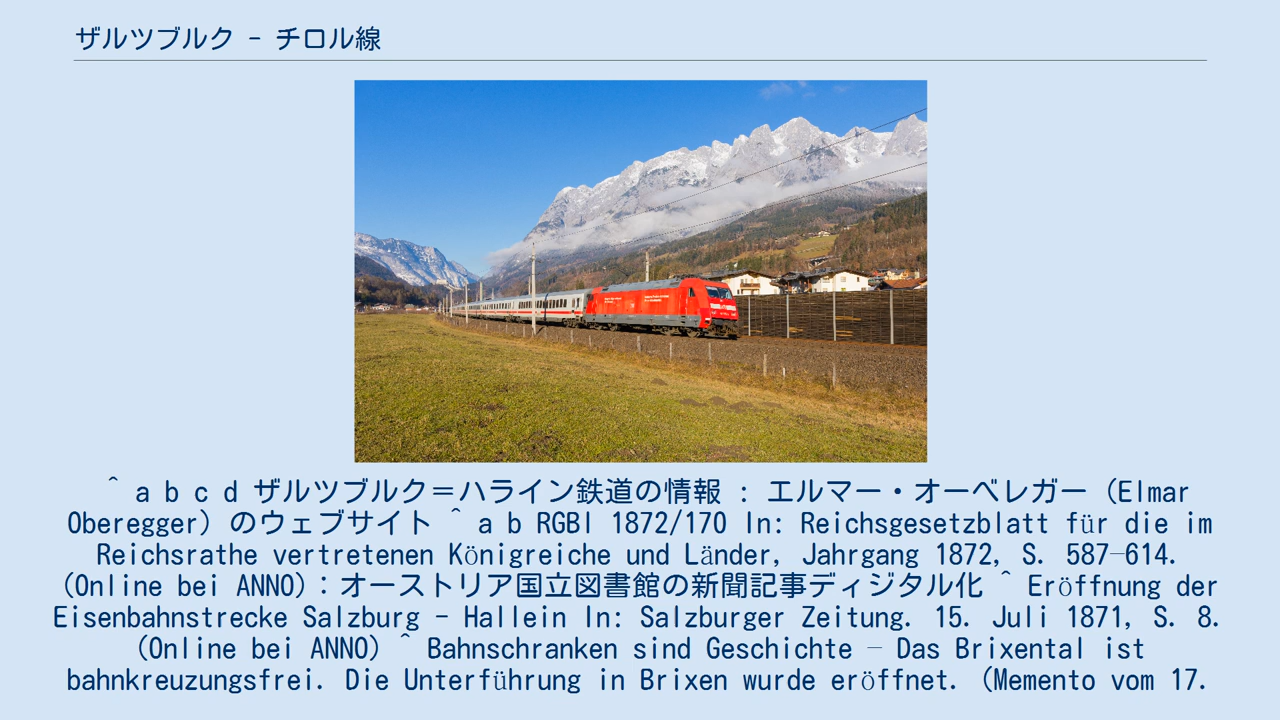 ザルツブルク - チロル線
^ a b c d ザルツブルク＝ハライン鉄道の情報 : エルマー・オーベレガー (Elmar
Oberegger) のウェブサイト ^ a b RGBl 1872/170 In: Reichsgesetzblatt für die im
Reichsrathe vertretenen Königreiche und Länder, Jahrgang 1872, S. 587–614.
(Online bei ANNO)：オーストリア国立図書館の新聞記事ディジタル化 ^ Eröffnung der
Eisenbahnstrecke Salzburg - Hallein In: Salzburger Zeitung. 15. Juli 1871, S. 8.
(Online bei ANNO) ^ Bahnschranken sind Geschichte – Das Brixental ist
bahnkreuzungsfrei. Die Unterführung in Brixen wurde eröffnet. (Memento vom 17.